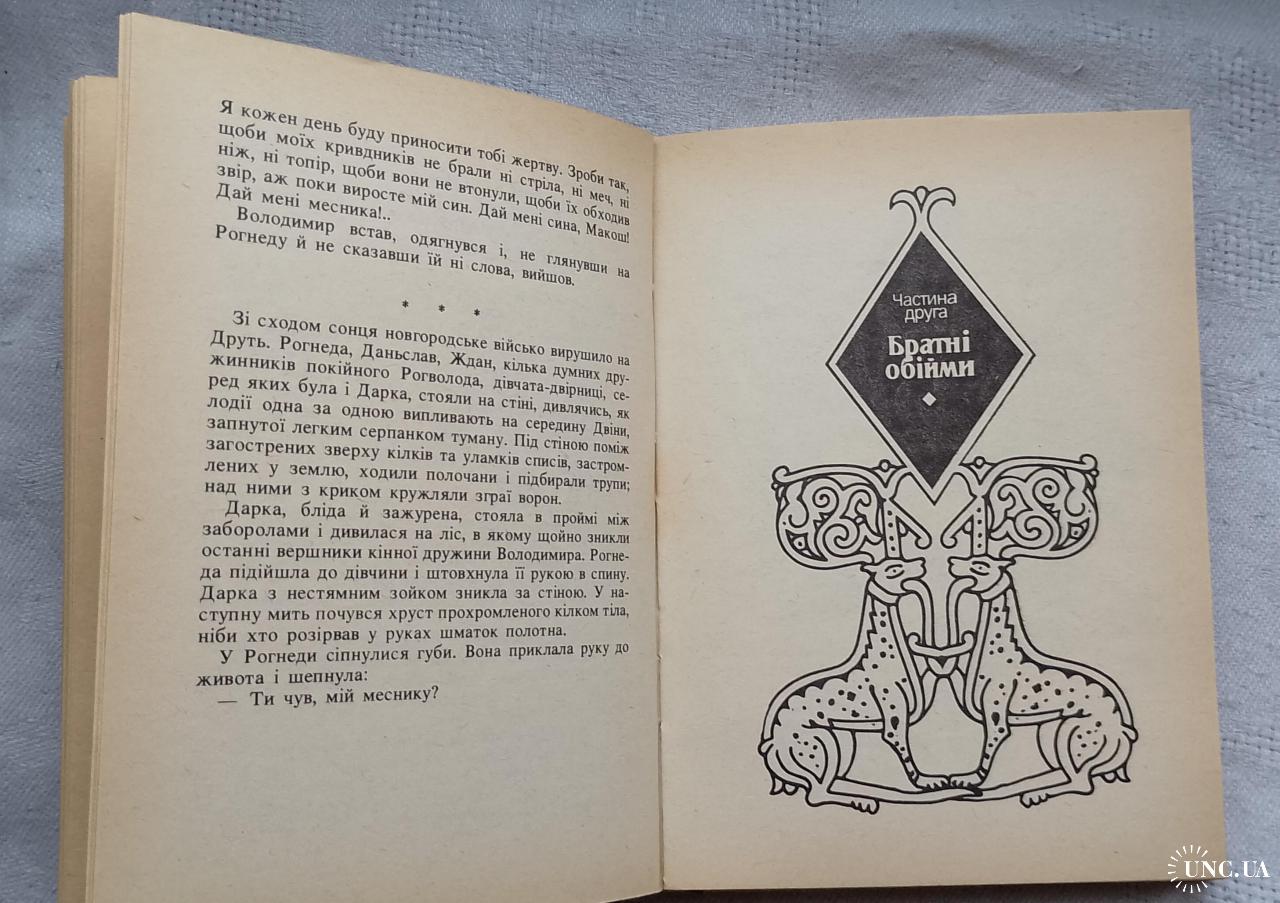 Я кожен день буду приносити тобі жертву. Зроби так,
щоби моїх кривдників не брали ні стріла, ні меч, ні
ніж, ні топір, щоби вони не втонули, щоби їх обходив
звір, аж поки виросте мій син. Дай мені сина, Макош!
Дай мені месника!..
Володимир встав, одягнувся і, не глянувши на
Рогнеду й не сказавши їй ні слова, вийшов.
* * *
Зі сходом сонця новгородське військо вирушило на
Друть. Рогнеда, Даньслав, Ждан, кілька думних дру-
жинників покійного Рогволода, дівчата-двірниці, се-
ред яких була і Дарка, стояли на стіні, дивлячись, як
лодії одна за одною випливають на середину Двіни,
запнутої легким серпанком туману. Під стіною поміж
загострених зверху кілків та уламків списів, застром-
лених у землю, ходили полочани і підбирали трупи;
над ними з криком кружляли зграї ворон.
Дарка, бліда й зажурена, стояла в проймі між
заборолами і дивилася на ліс, в якому щойно зникли
останні вершники кінної дружини Володимира. Рогне-
да підійшла до дівчини і штовхнула її рукою в спину.
Дарка з нестямним зойком зникла за стіною. У на-
ступну мить почувся хруст прохромленого кілком тіла,
ніби хто розірвав у руках шматок полотна.
У Рогнеди сіпнулися губи. Вона приклала руку до
живота і шепнула:
— Ти чув, мій меснику?
Частина
друга
Братні
обійми
UNC.UA